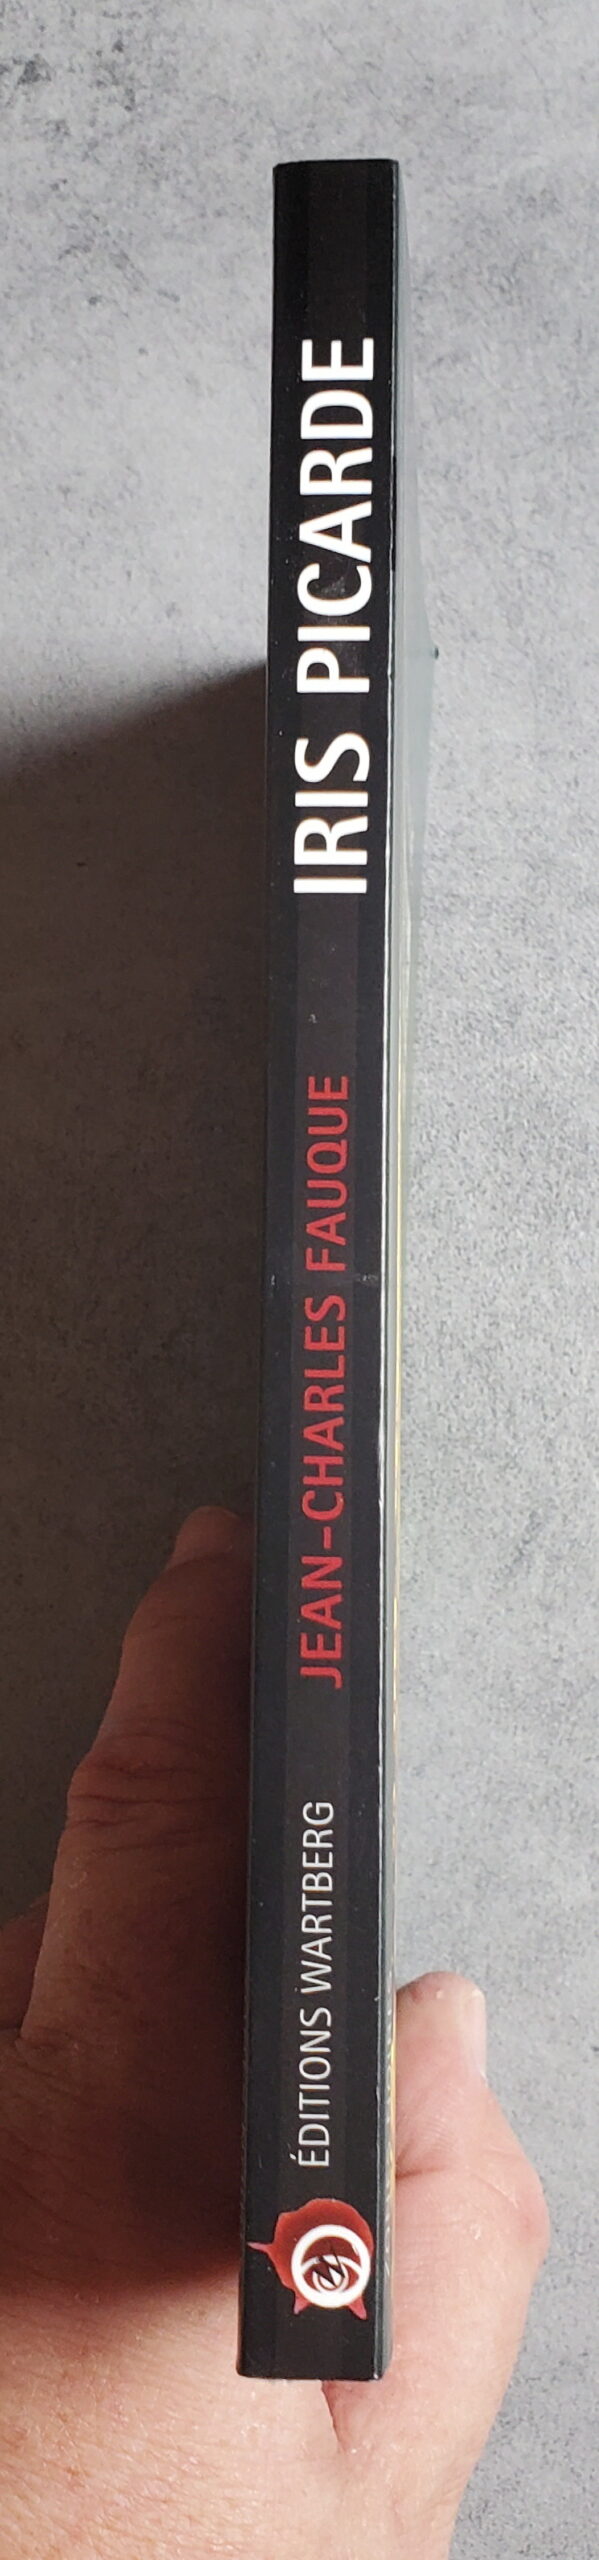 IRIS PICARDE
JEAN-CHARLES FAUQUE
ÉDITIONS WARTBERG
W